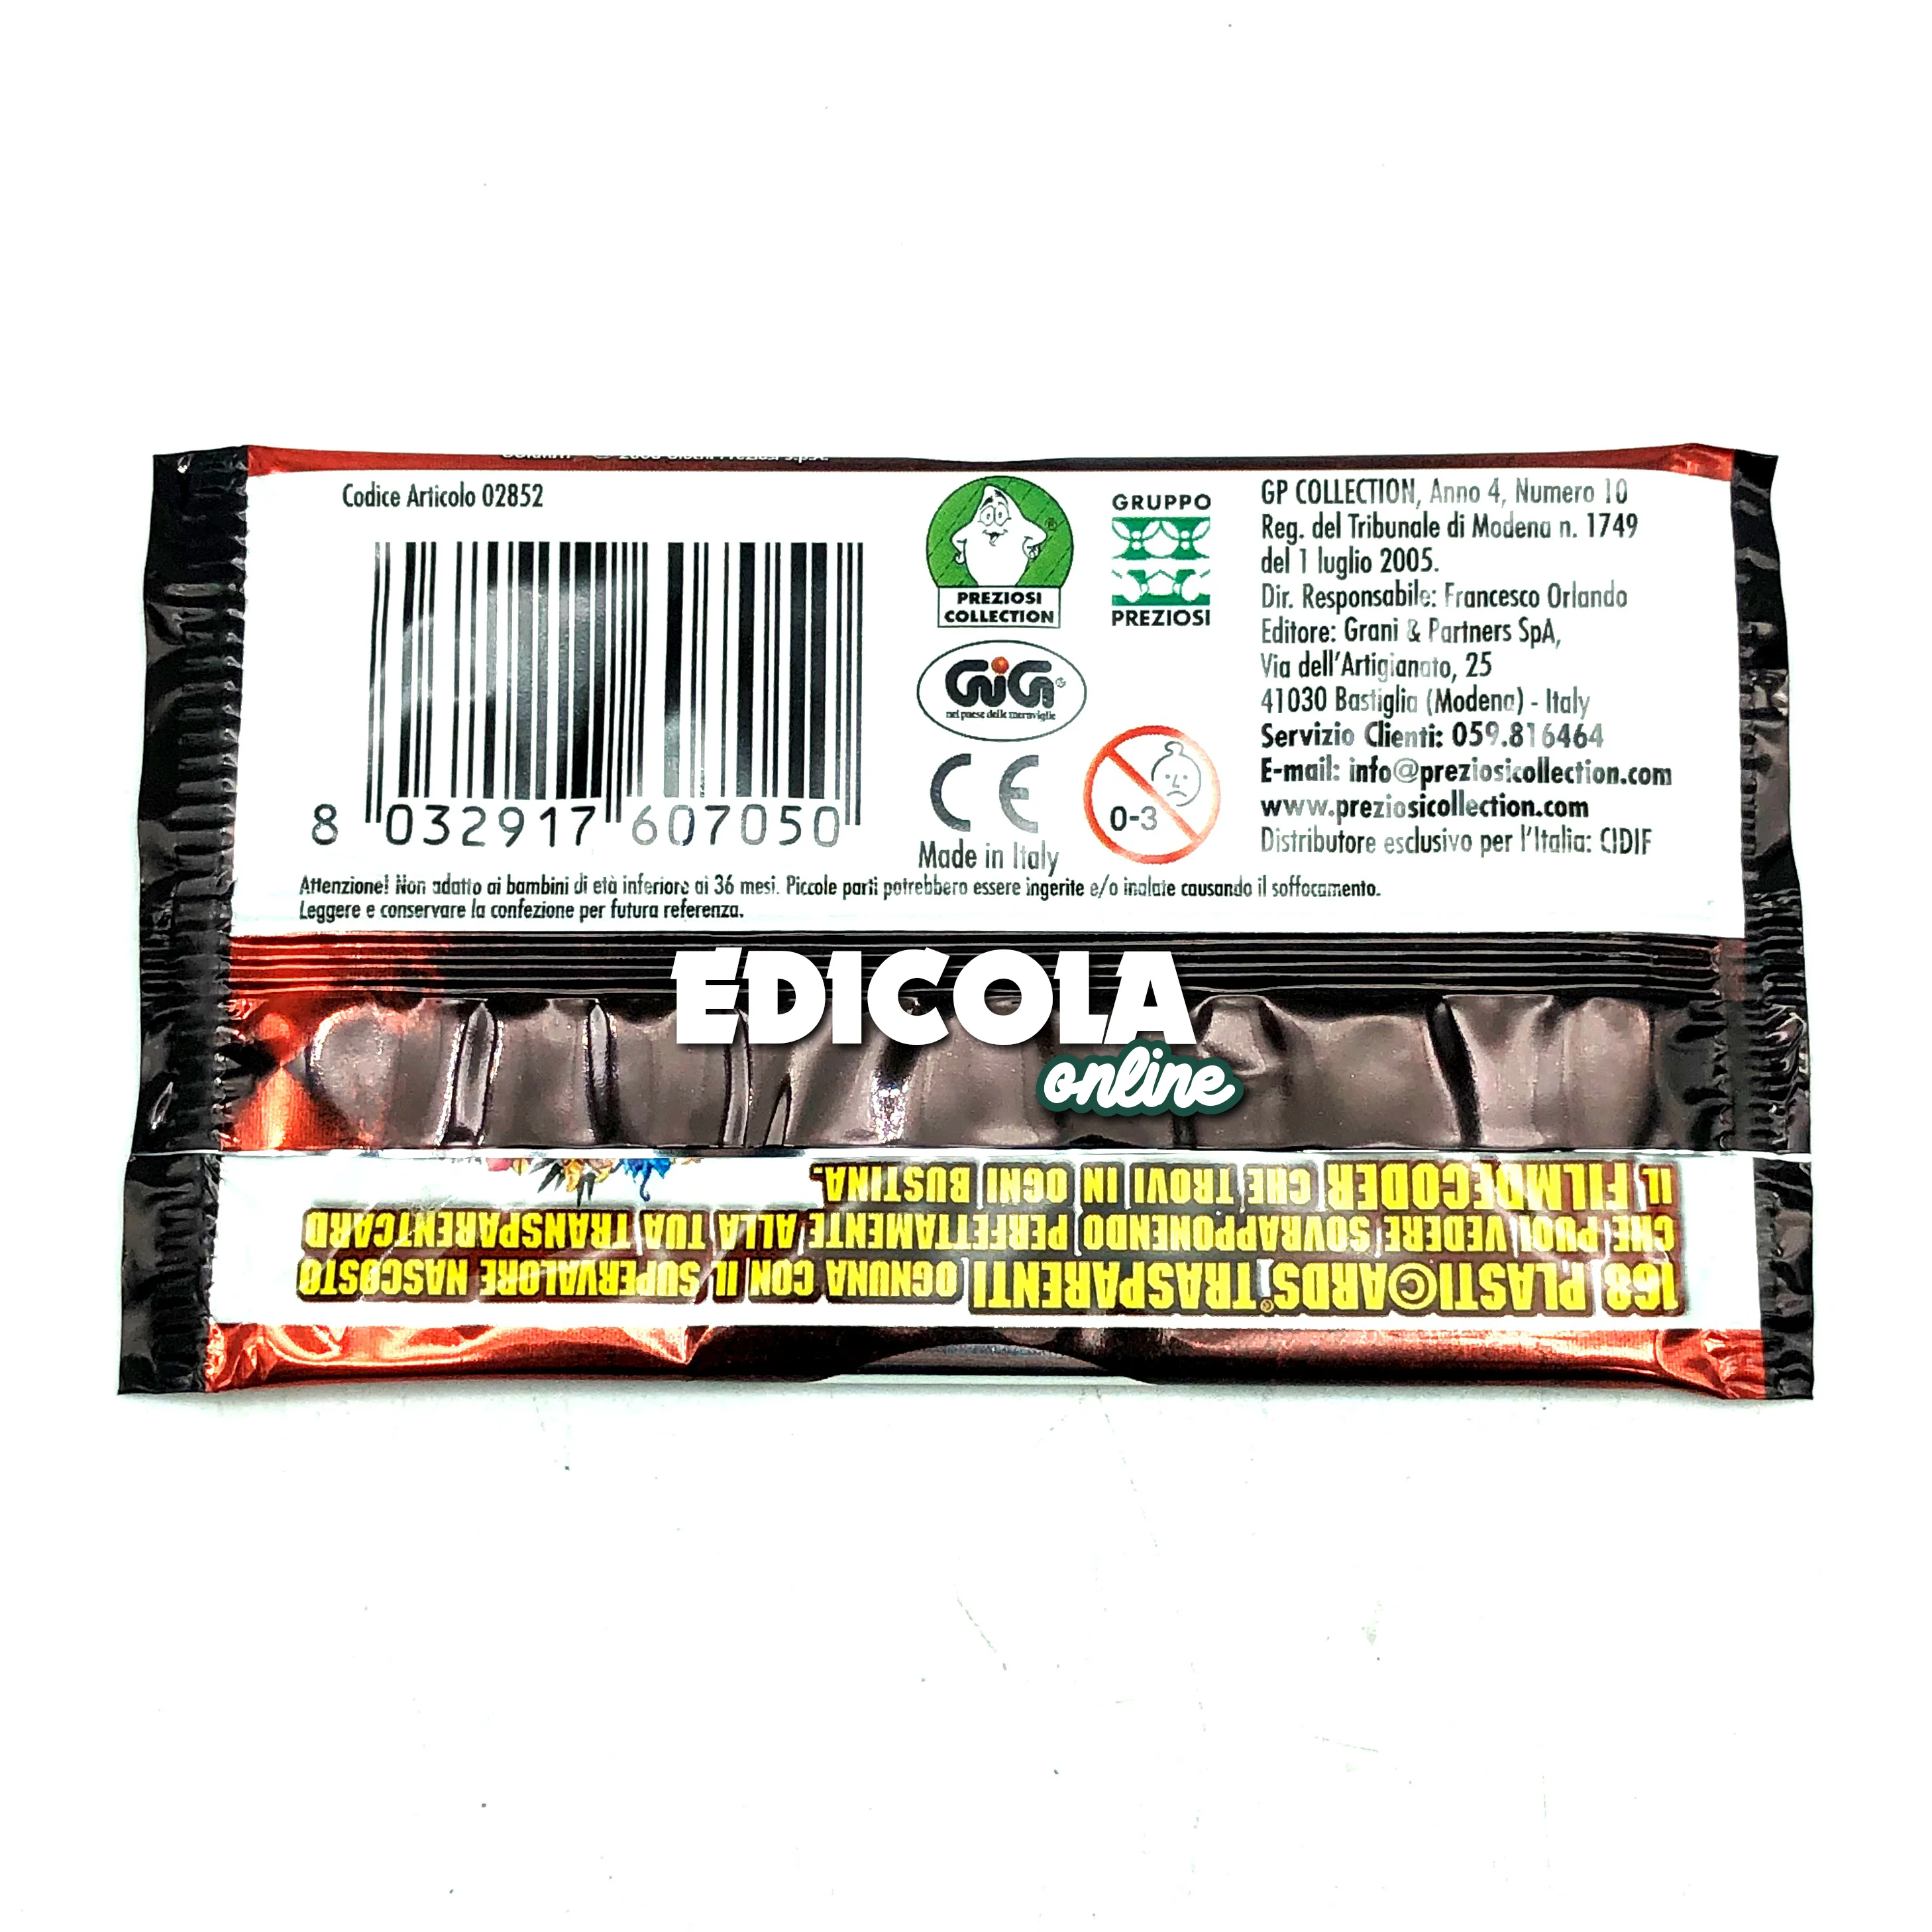 Codice Articolo 02852
8 032917 607050
PREZIOSI
COLLECTION
GRUPPO
PREZIOSI
GiG
nel paese delle meraviglie
CE
Made in Italy
0-3
GP COLLECTION, Anno 4, Numero 10
Reg. del Tribunale di Modena n. 1749
del 1 luglio 2005.
Dir. Responsabile: Francesco Orlando
Editore: Grani & Partners SpA,
Via dell'Artigianato, 25
41030 Bastiglia (Modena) - Italy
Servizio Clienti: 059.816464
E-mail: info@preziosicollection.com
www.preziosicollection.com
Distributore esclusivo per l'Italia: CIDIF
Attenzione! Non adatto ai bambini di età inferiore ai 36 mesi. Piccole parti potrebbero essere ingerite e/o inalate causando il soffocamento.
Leggere e conservare la confezione per futura referenza.
EDICOLA
online
168 PLASTICARDS TRASPARENTI OGNUNA CON IL SUPERVALORE NASCOSTO
CHE PUOI VEDERE SOVRAPPONENDO PERFETTAMENTE ALLA TUA TRANSPARENTCARD
IL FILMDECODER CHE TROVI IN OGNI BUSTINA.